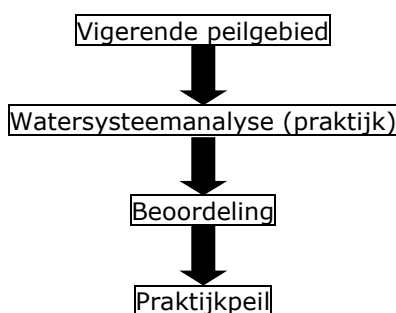 Vigerende peilgebied
Watersysteemanalyse (praktijk)
Beoordeling
Praktijkpeil